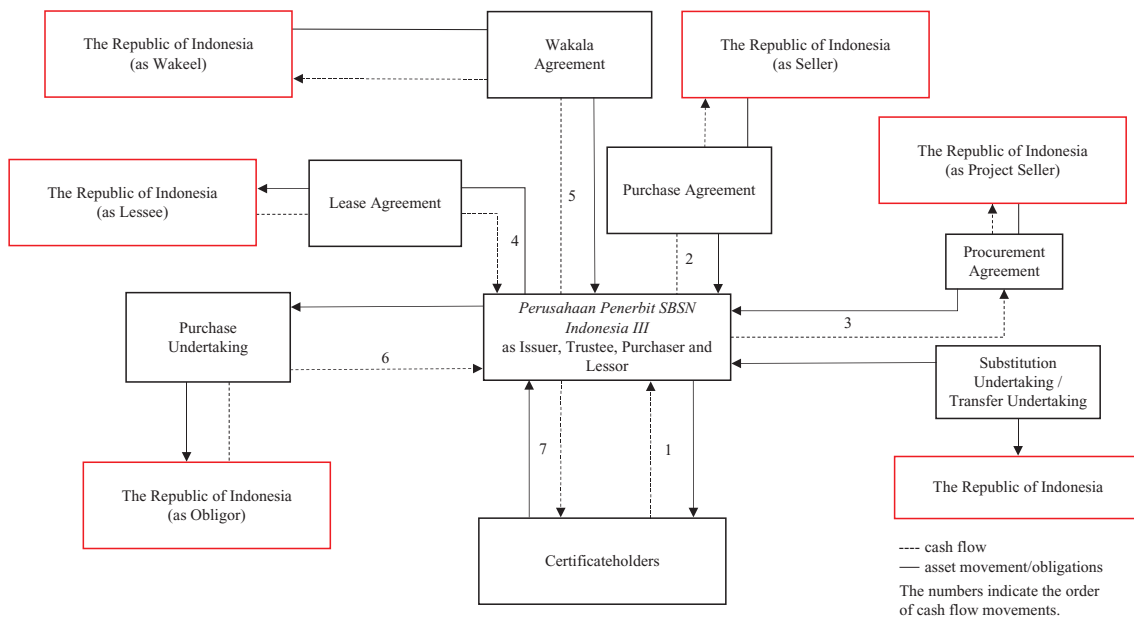 The Republic of Indonesia
(as Wakeel)
Wakala
Agreement
The Republic of Indonesia
(as Seller)
The Republic of Indonesia
(as Project Seller)
The Republic of Indonesia
(as Lessee)
Lease Agreement
5
Purchase Agreement
4
2
Procurement
Agreement
Purchase
Undertaking
6
Perusahaan Penerbit SBSN
Indonesia III
as Issuer, Trustee, Purchaser and
Lessor
3
Substitution
Undertaking /
Transfer Undertaking
7
1
The Republic of Indonesia
(as Obligor)
The Republic of Indonesia
Certificateholders
---- cash flow
— asset movement/obligations
The numbers indicate the order
of cash flow movements.